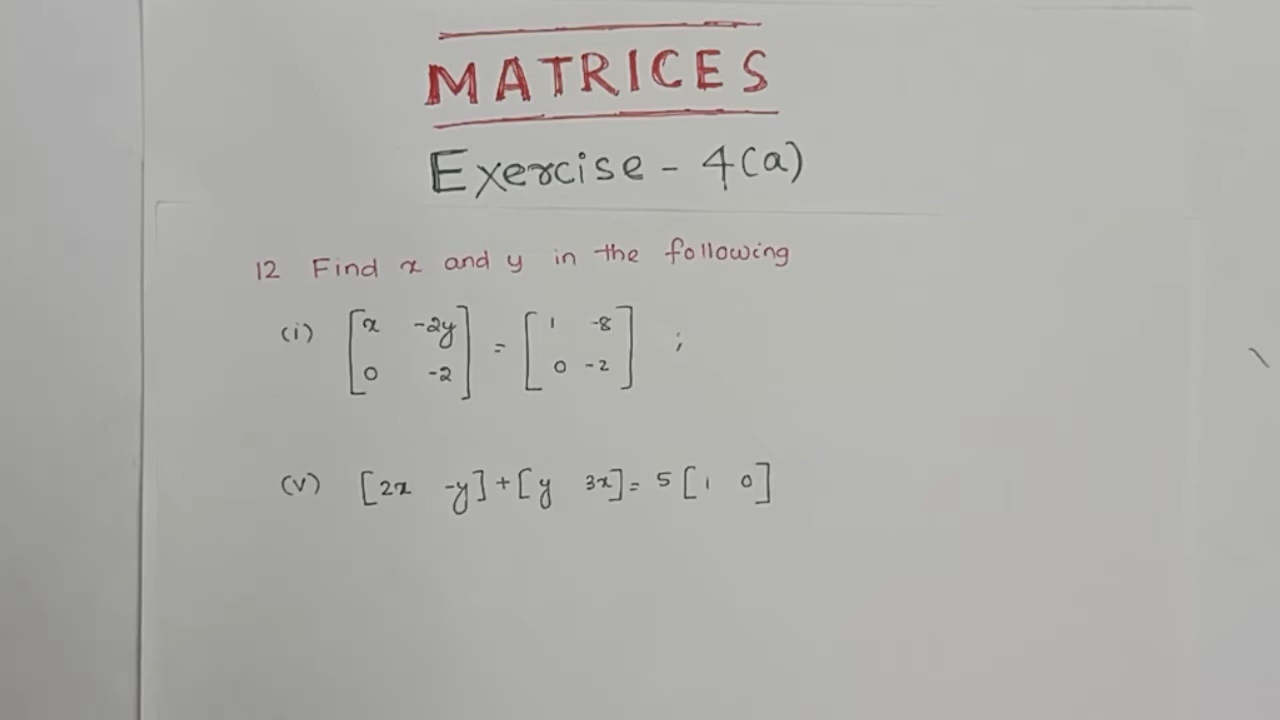 MATRICES
Exercise - 4(a)
12 Find x and y in the following
(i) [x -2y] = [1 -8] ;
[0 -2] [0 -2]
(v) [2x -y] + [y 3x] = 5 [1 0]